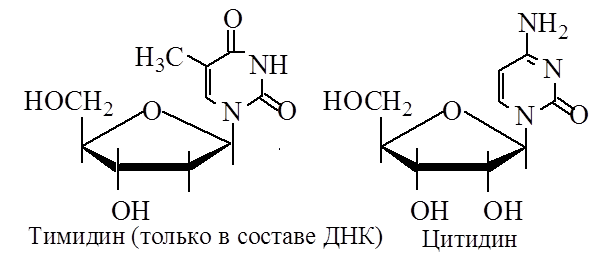 O
NH₂
H₃C
NH
N
HOCH₂
O
N
O
HOCH₂
O
N
O
OH
OH OH
Тимидин (только в составе ДНК)
Цитидин